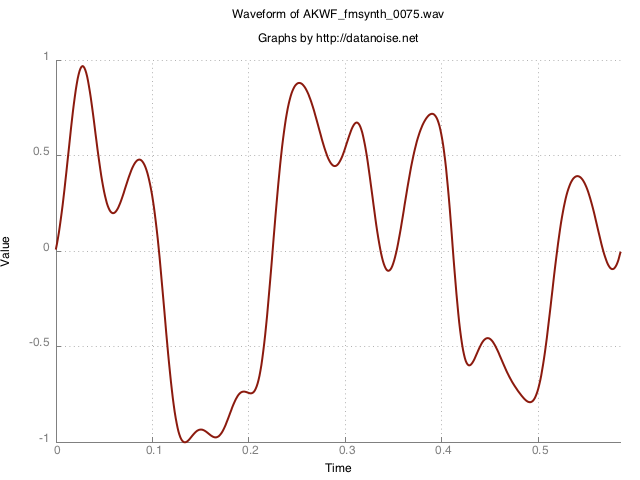 Waveform of AKWF_fmsynth_0075.wav
Graphs by http://datanoise.net
1
0.5
0
-0.5
-1
Value
0 0.1 0.2 0.3 0.4 0.5
Time